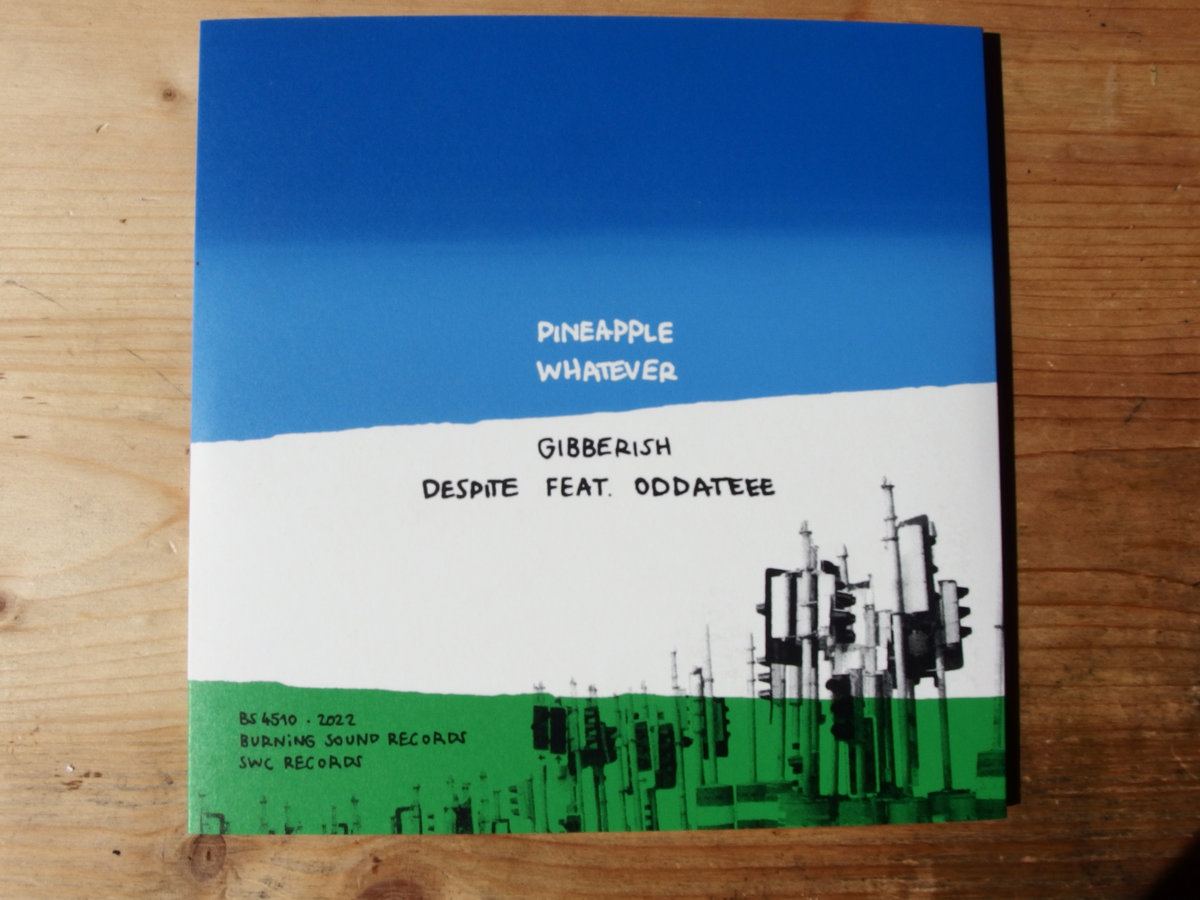 PINEAPPLE
WHATEVER
GIBBERISH
DESPITE FEAT. ODDATEEE
BS 4510 . 2022
BURNING SOUND RECORDS
SWC RECORDS